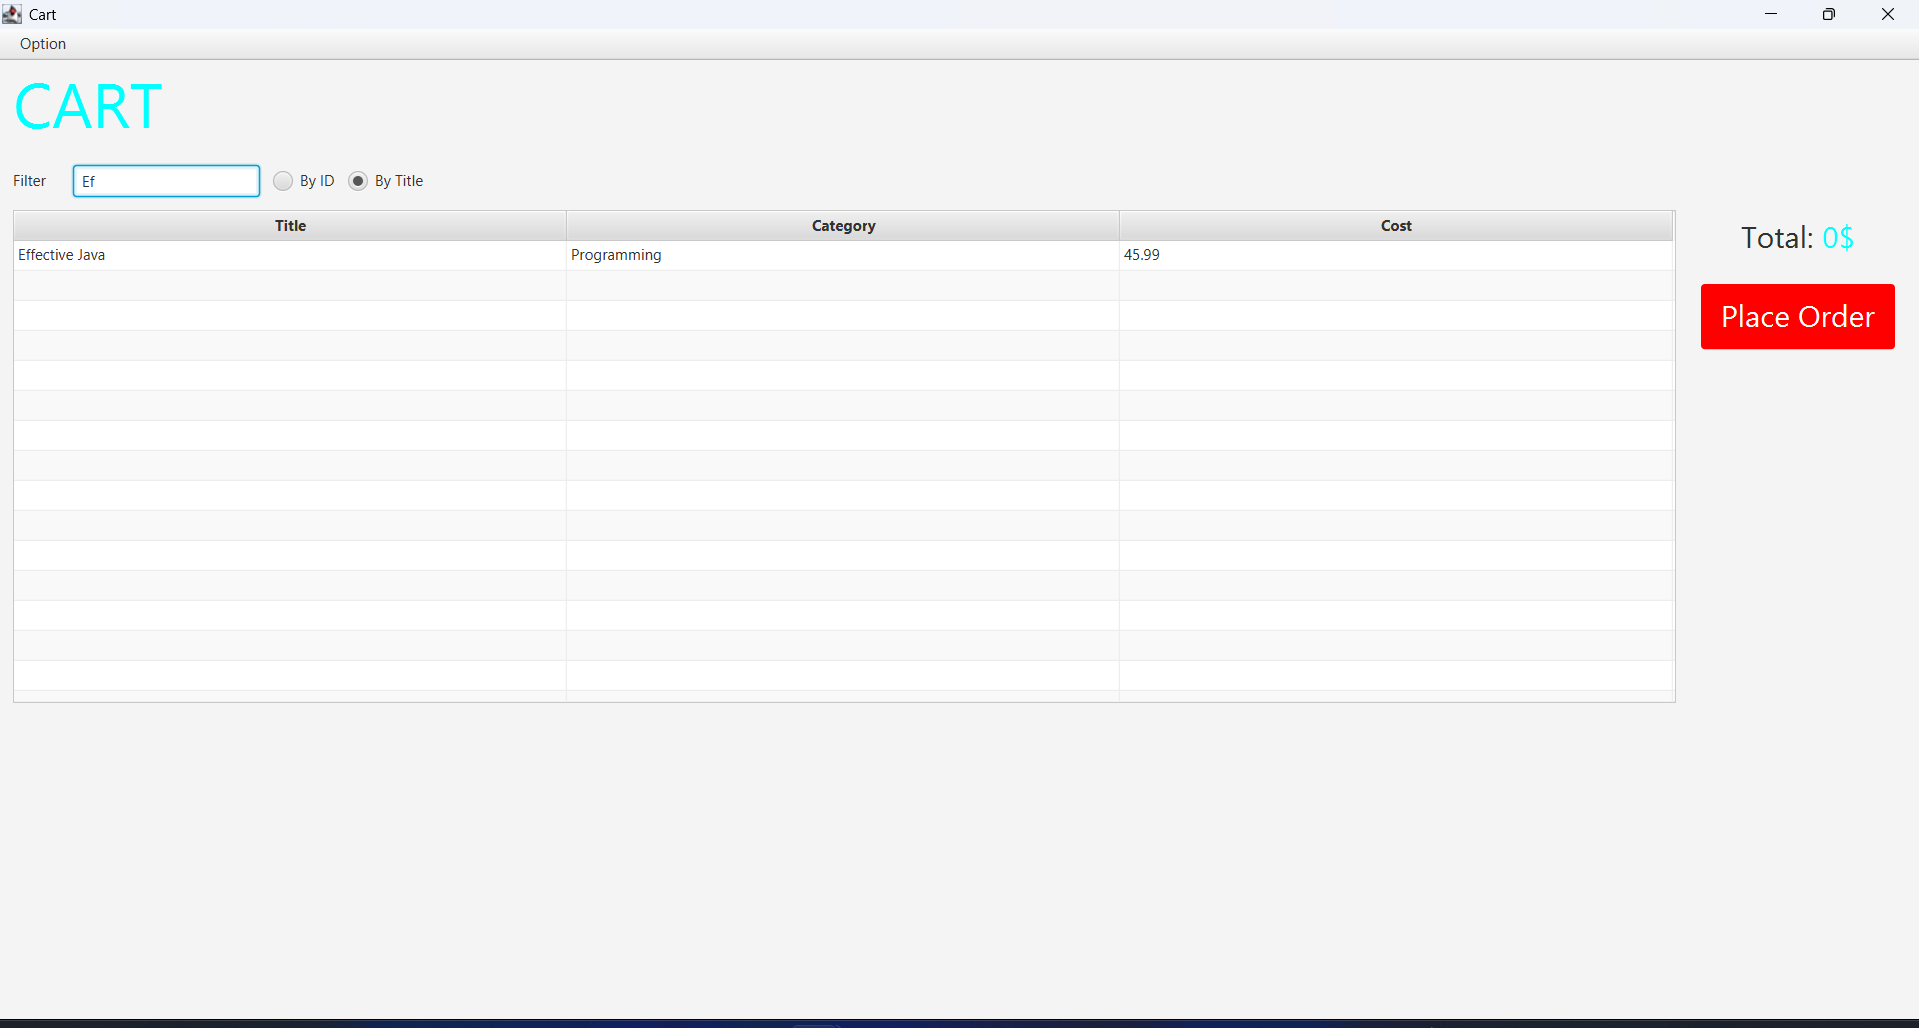 Cart
Option
CART
Filter Ef By ID By Title
Title Category Cost
Effective Java Programming 45.99
Total: 0$
Place Order